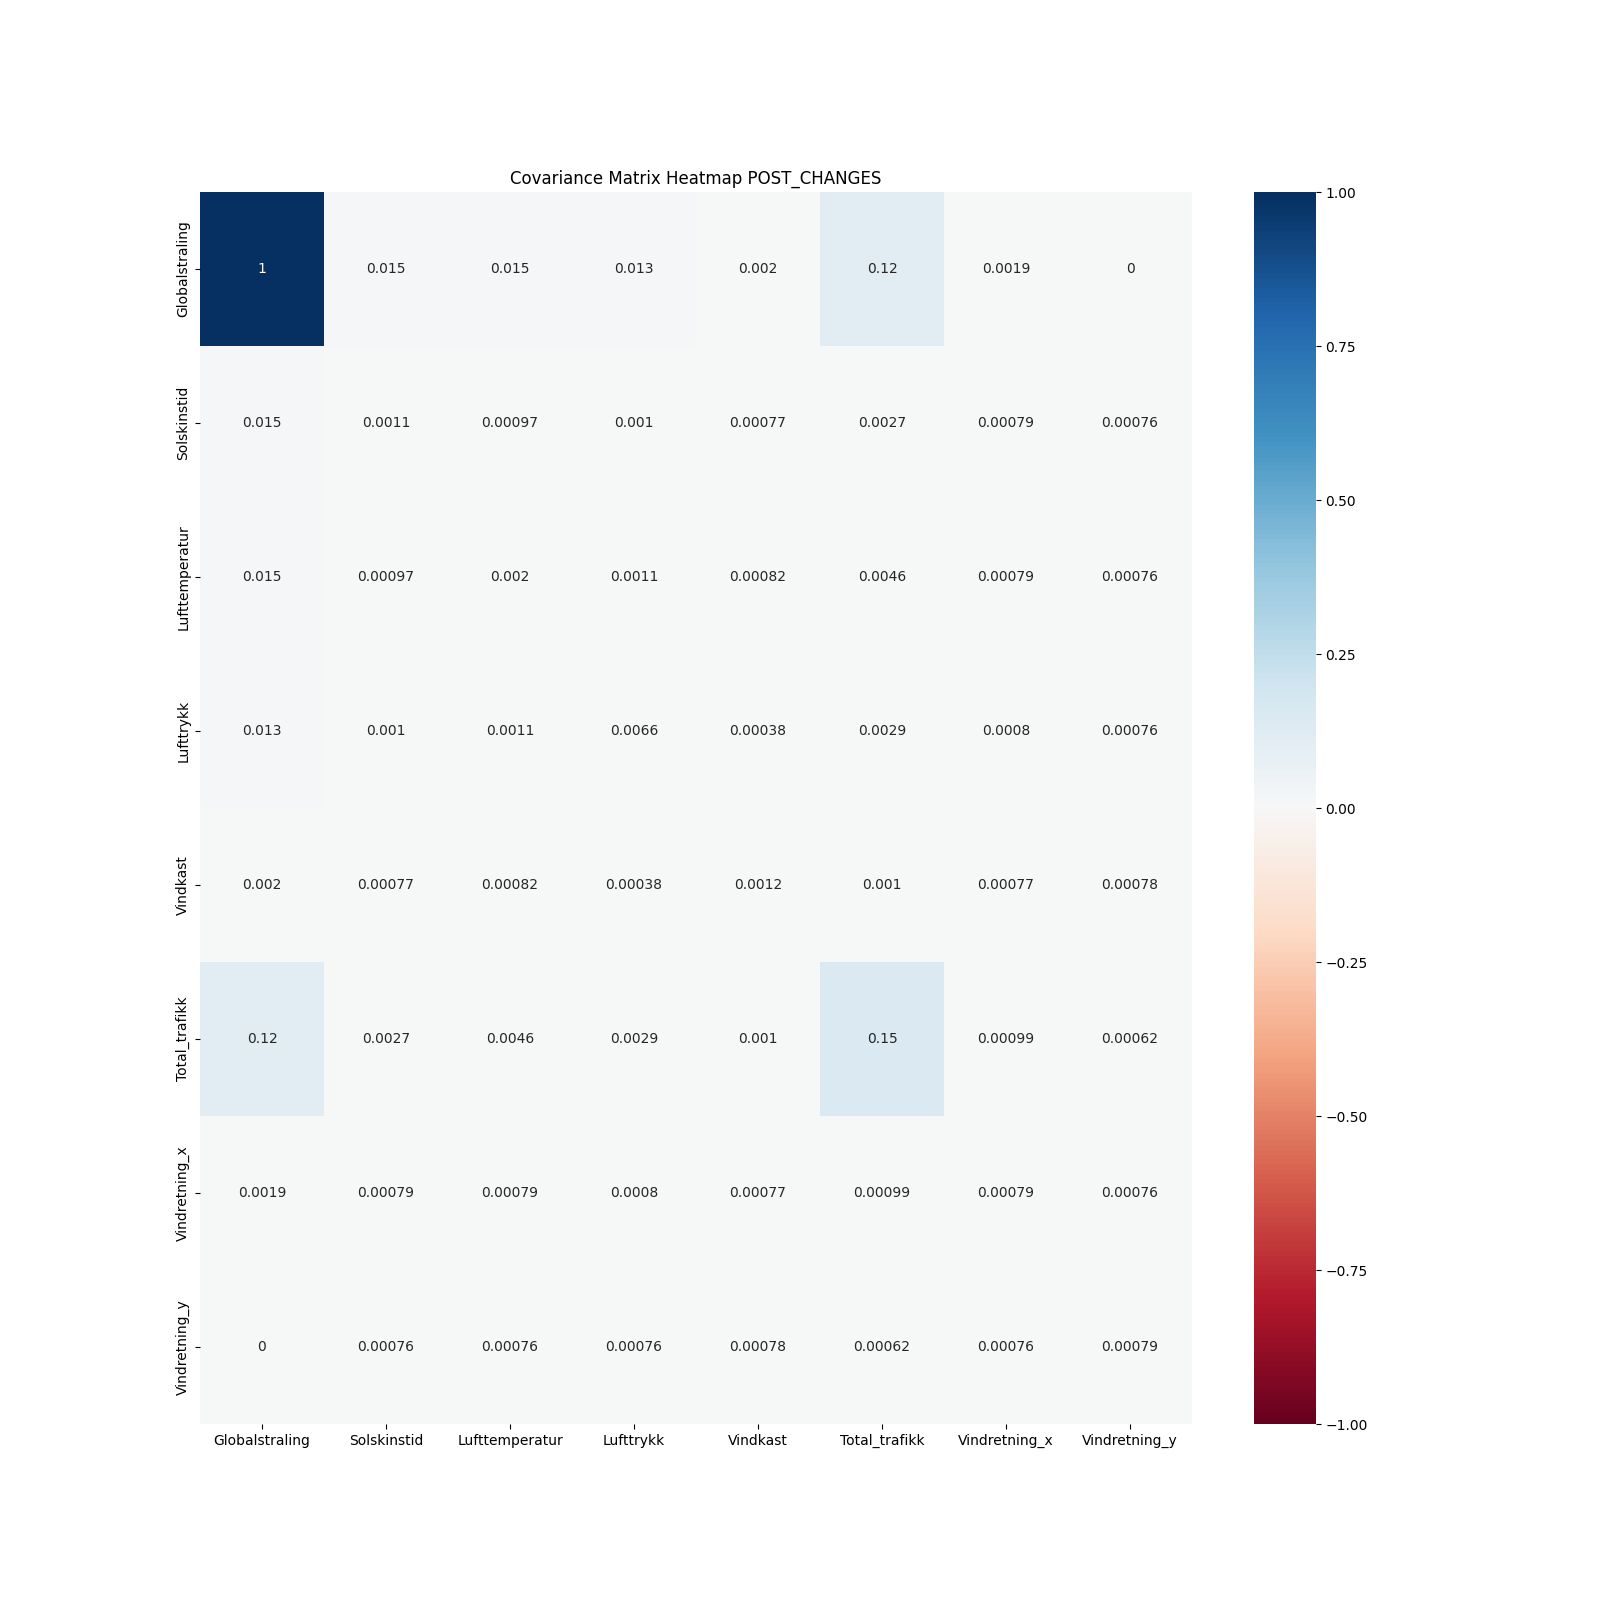 Covariance Matrix Heatmap POST_CHANGES
Globalstraling 1 0.015 0.015 0.013 0.002 0.12 0.0019 0
Solskinstid 0.015 0.0011 0.00097 0.001 0.00077 0.0027 0.00079 0.00076
Lufttemperatur 0.015 0.00097 0.002 0.0011 0.00082 0.0046 0.00079 0.00076
Lufttrykk 0.013 0.001 0.0011 0.0066 0.00038 0.0029 0.0008 0.00076
Vindkast 0.002 0.00077 0.00082 0.00038 0.0012 0.001 0.00077 0.00078
Total_trafikk 0.12 0.0027 0.0046 0.0029 0.001 0.15 0.00099 0.00062
Vindretning_x 0.0019 0.00079 0.00079 0.0008 0.00077 0.00099 0.00079 0.00076
Vindretning_y 0 0.00076 0.00076 0.00076 0.00078 0.00062 0.00076 0.00079
Globalstraling Solskinstid Lufttemperatur Lufttrykk Vindkast Total_trafikk Vindretning_x Vindretning_y
1.00
0.75
0.50
0.25
0.00
−0.25
−0.50
−0.75
−1.00